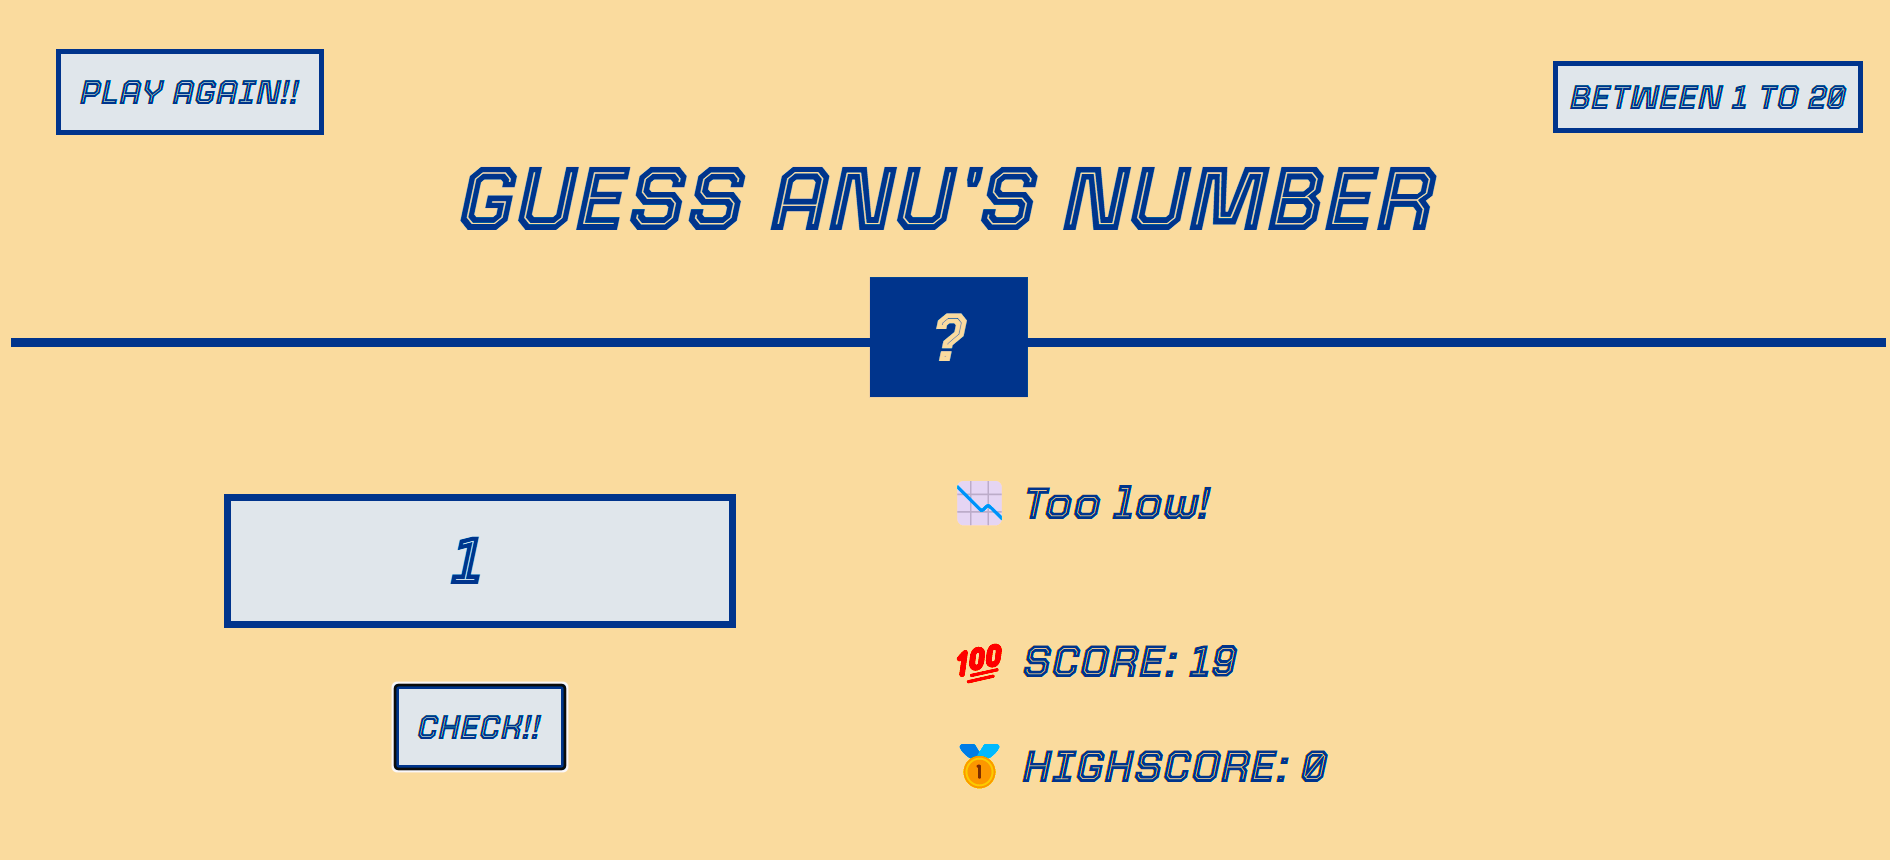 PLAY AGAIN!!
BETWEEN 1 TO 20
GUESS ANU'S NUMBER
?
1
Too low!
CHECK!!
💯 SCORE: 19
🥇 HIGHSCORE: 0